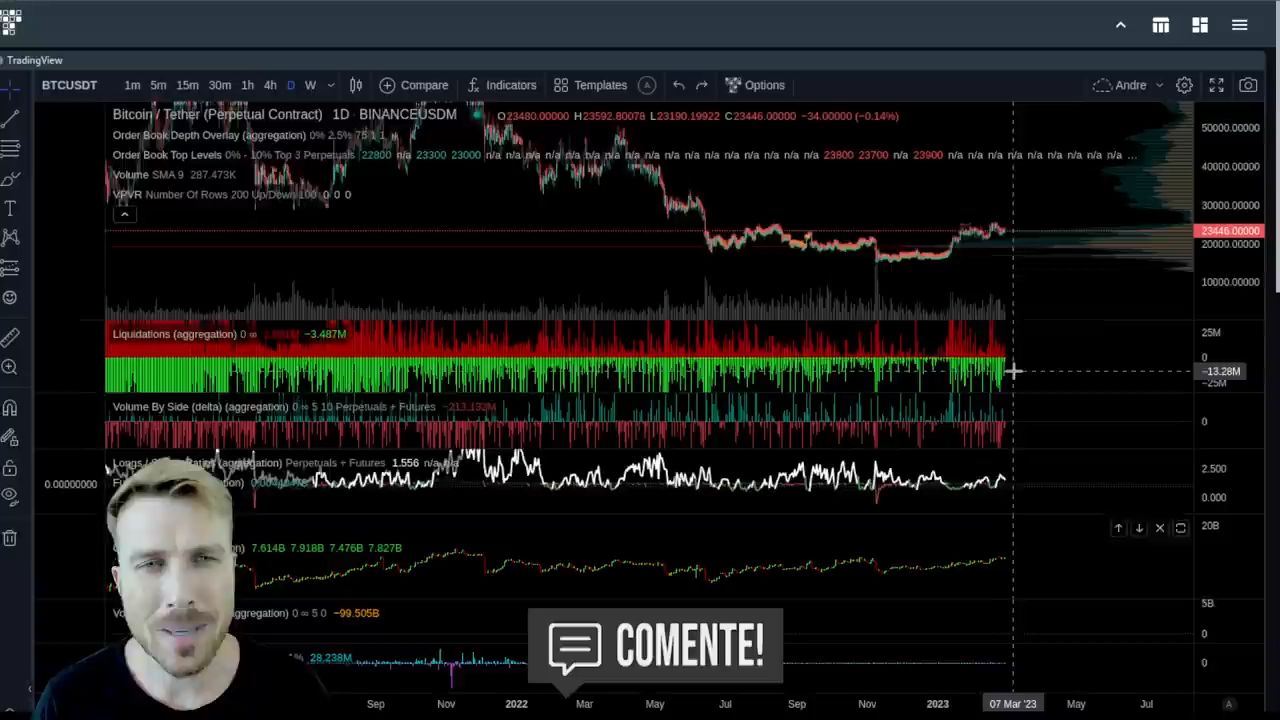 TradingView
BTCUSDT 1m 5m 15m 30m 1h 4h D W Compare Indicators A Templates Options Andre
Bitcoin / Tether (Perpetual Contract) 1D BINANCEUSDM O23480.00000 H23592.80078 L23190.19922 C23446.00000 −34.00000 (−0.14%)
Order Book Depth Overlay (aggregation) 0% 2.5% 75 1 1
Order Book Top Levels 0% - 10% Top 3 Perpetuals 22800 n/a 23300 23000 n/a n/a n/a n/a n/a n/a n/a n/a n/a n/a n/a n/a n/a n/a n/a 23800 23700 n/a 23900 n/a n/a n/a n/a n/a n/a n/a n/a n/a ...
Volume SMA 9 287.473K
VPVR Number Of Rows 200 Up/Down 100 0 0 0
50000.00000
40000.00000
30000.00000
23446.00000
20000.00000
10000.00000
Liquidations (aggregation) 0 ∞ −3.487M
25M
0
−13.28M
−25M
Volume By Side (delta) (aggregation) 0 ∞ 5 10 Perpetuals + Futures −213.132M
0
Longs / (aggregation) Perpetuals + Futures 1.556 n/a n/a
2.500
0.00000000
0.000
7.614B 7.918B 7.476B 7.827B
20B
aggregation) 0 ∞ 5 0 −99.505B
5B
0
28.238M
0
COMENTE!
Sep Nov 2022 Mar May Jul Sep Nov 2023 07 Mar '23 May Jul A